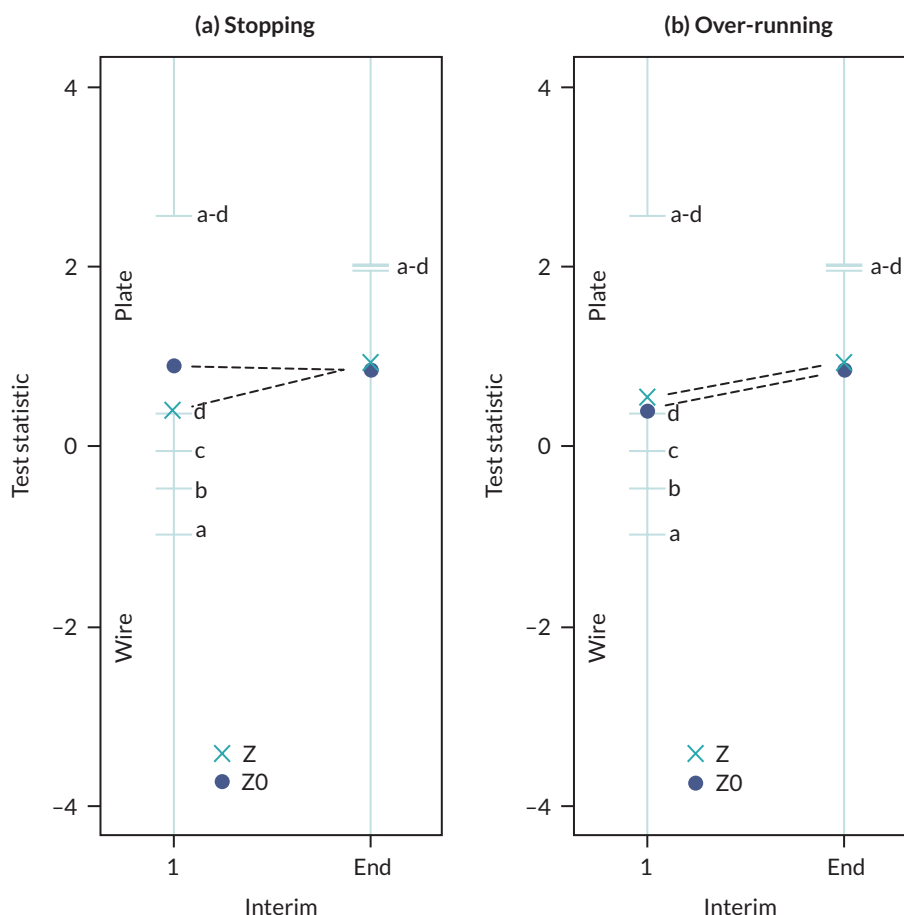 (a) Stopping
4
a-d
2
a-d
Plate
d
0
c
b
a
Test statistic
−2
Wire
Z
Z0
−4
1
End
Interim
(b) Over-running
4
a-d
2
a-d
Plate
d
0
c
b
a
Test statistic
−2
Wire
Z
Z0
−4
1
End
Interim